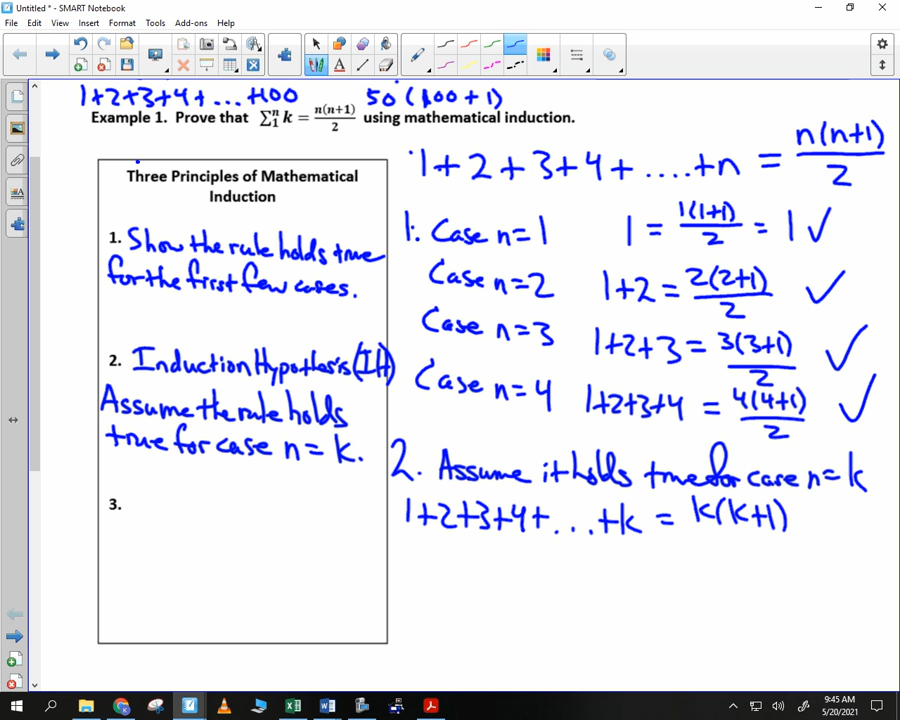 Untitled * - SMART Notebook
File Edit View Insert Format Tools Add-ons Help
1+2+3+4+...+100 50(100+1)
Example 1. Prove that ∑₁ⁿ k = n(n+1)/2 using mathematical induction.
1+2+3+4+....+n = n(n+1)/2
Three Principles of Mathematical
Induction
1. Show the rule holds true
for the first few cases.
2. Induction Hypothesis (IH)
Assume the rule holds
true for case n = k.
3.
1: Case n=1 1 = 1(1+1)/2 = 1 ✓
Case n=2 1+2 = 2(2+1)/2 ✓
Case n=3 1+2+3 = 3(3+1)/2 ✓
Case n=4 1+2+3+4 = 4(4+1)/2 ✓
2. Assume it holds true for case n=k
1+2+3+4+...+k = k(k+1)
9:45 AM
5/20/2021